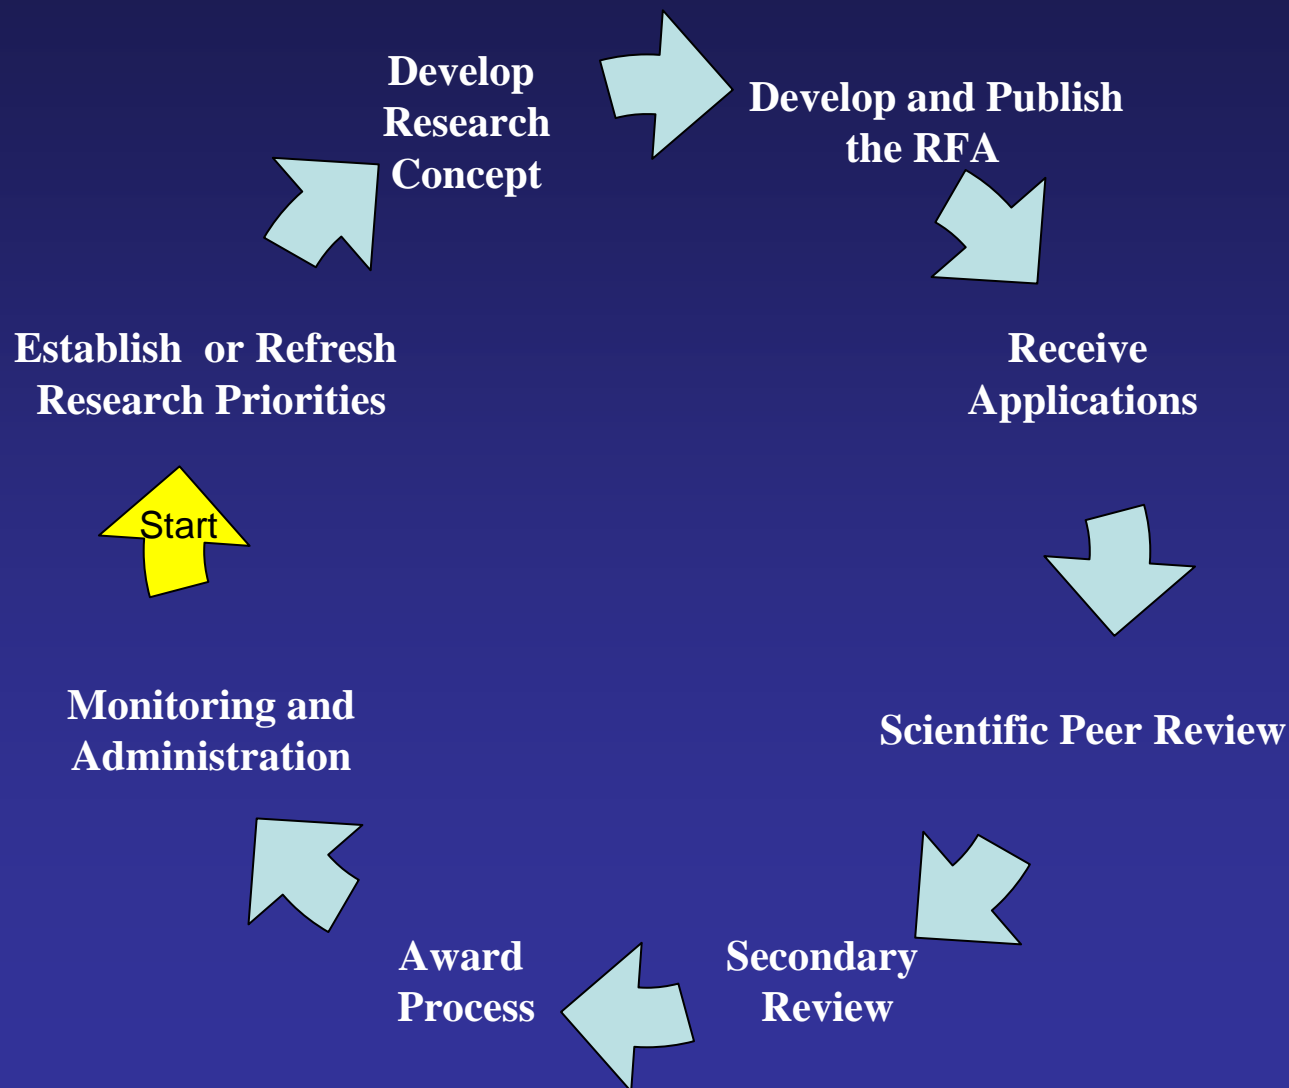 Develop
Research
Concept
Develop and Publish
the RFA
Establish or Refresh
Research Priorities
Receive
Applications
Start
Monitoring and
Administration
Scientific Peer Review
Award
Process
Secondary
Review